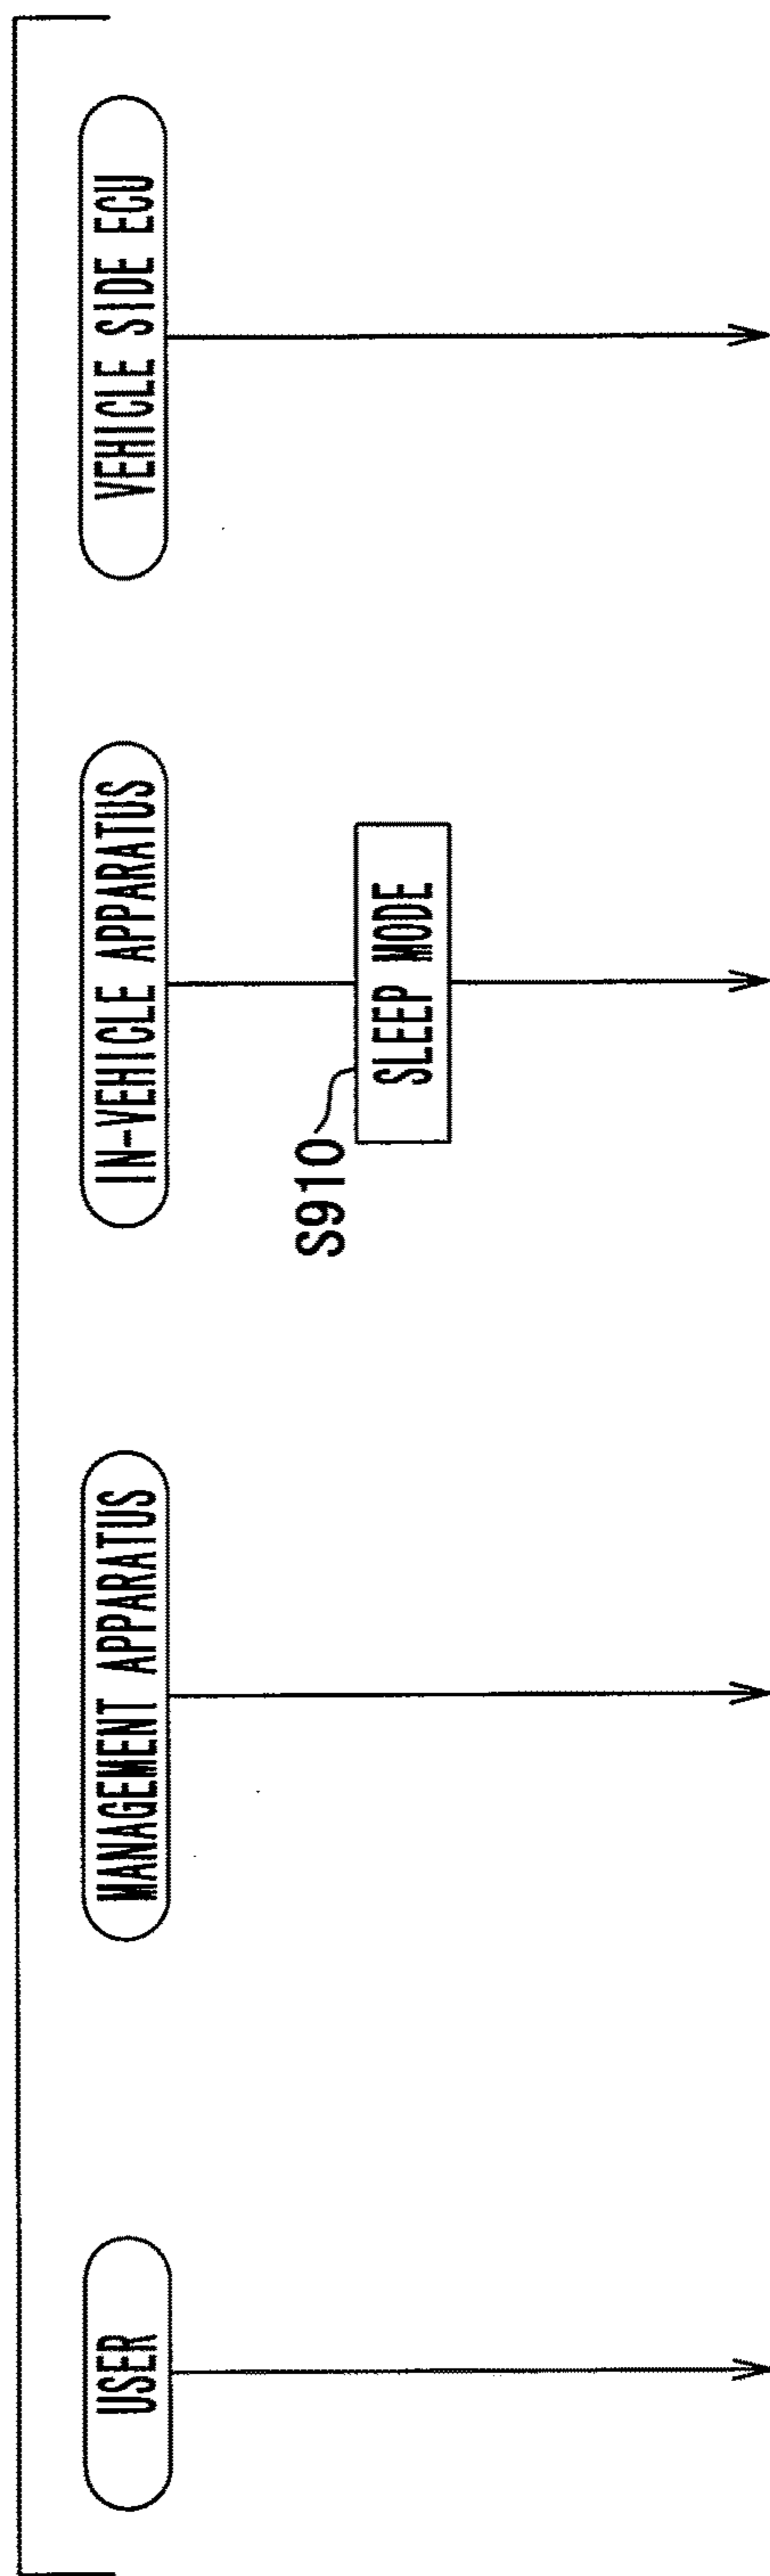 USER
MANAGEMENT APPARATUS
IN-VEHICLE APPARATUS
VEHICLE SIDE ECU
S910
SLEEP MODE